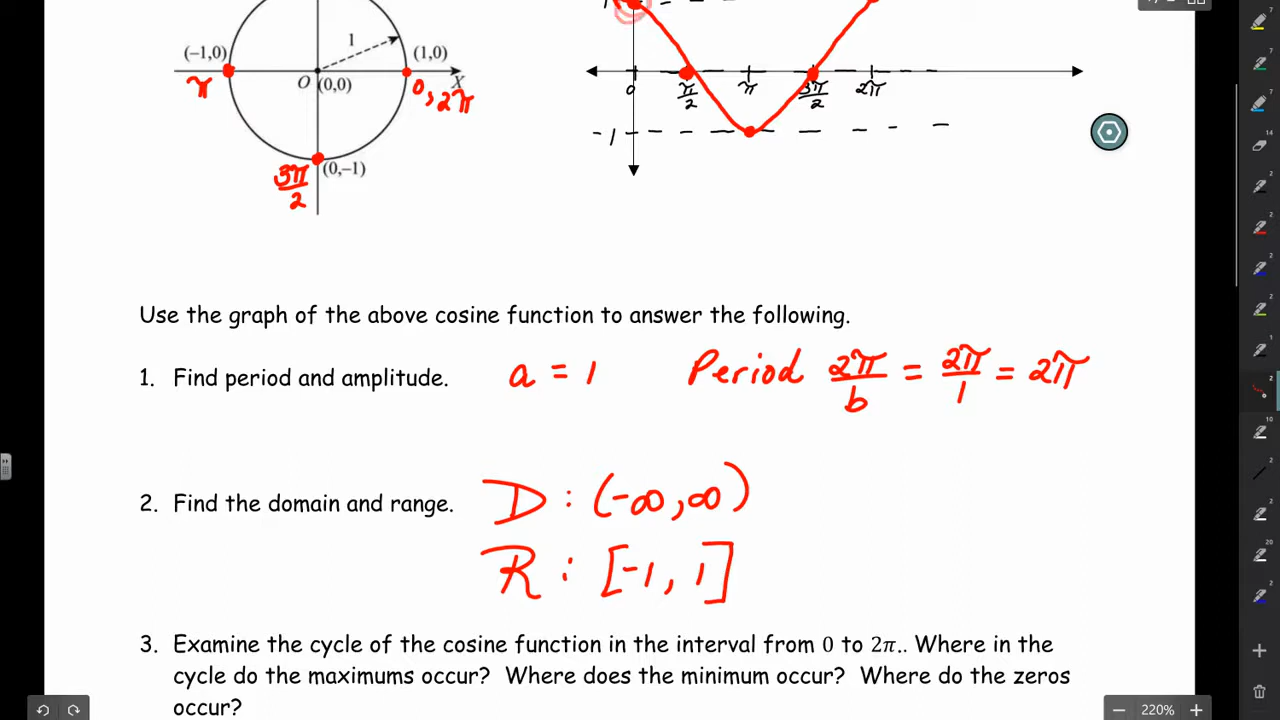 1
(−1,0)
1
(1,0)
O
(0,0)
X
π
0, 2π
3π/2
(0,−1)
0
π/2
π
3π/2
2π
-1
Use the graph of the above cosine function to answer the following.
1. Find period and amplitude. a = 1 Period 2π/b = 2π/1 = 2π
2. Find the domain and range. D : (-∞,∞)
R : [-1, 1]
3. Examine the cycle of the cosine function in the interval from 0 to 2π.. Where in the
cycle do the maximums occur? Where does the minimum occur? Where do the zeros
occur?
220%